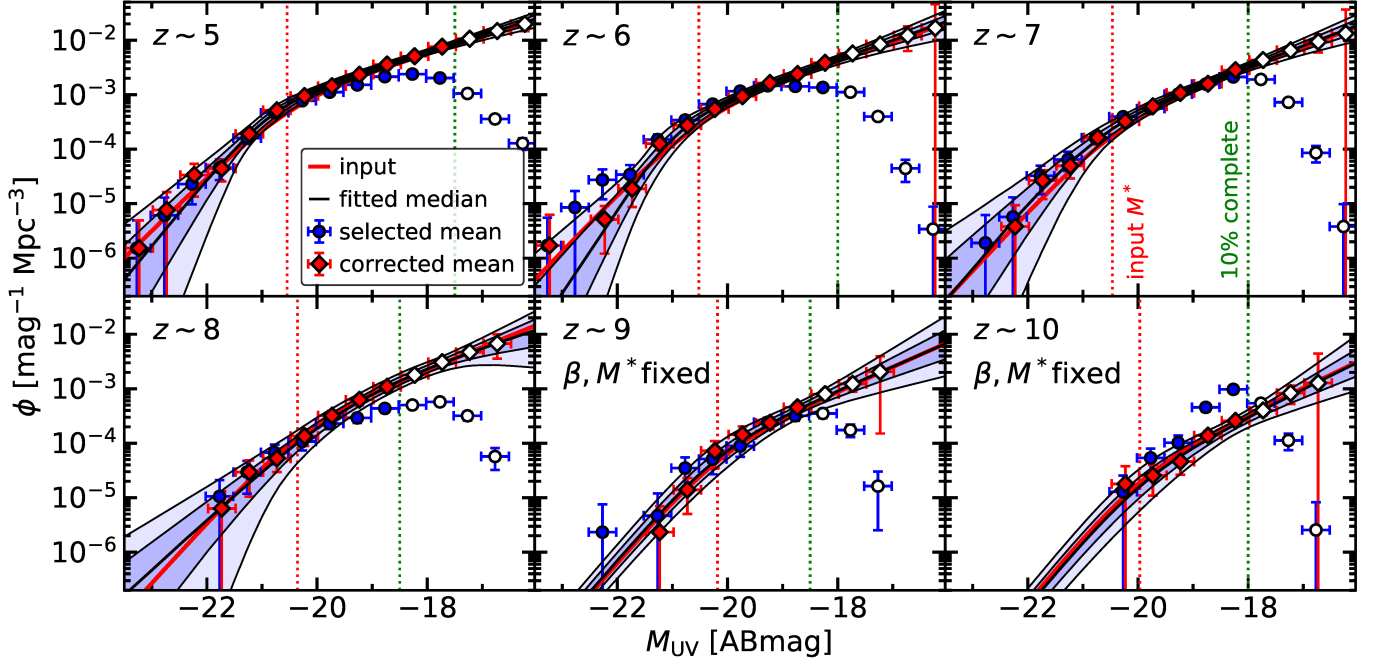 z ~ 5
z ~ 6
z ~ 7
10⁻²
10⁻³
10⁻⁴
10⁻⁵
10⁻⁶
input
fitted median
selected mean
corrected mean
input M*
10% complete
z ~ 8
z ~ 9
β, M* fixed
z ~ 10
β, M* fixed
10⁻²
10⁻³
10⁻⁴
10⁻⁵
10⁻⁶
ϕ [mag⁻¹ Mpc⁻³]
−22 −20 −18 −22 −20 −18 −22 −20 −18
M_UV [ABmag]